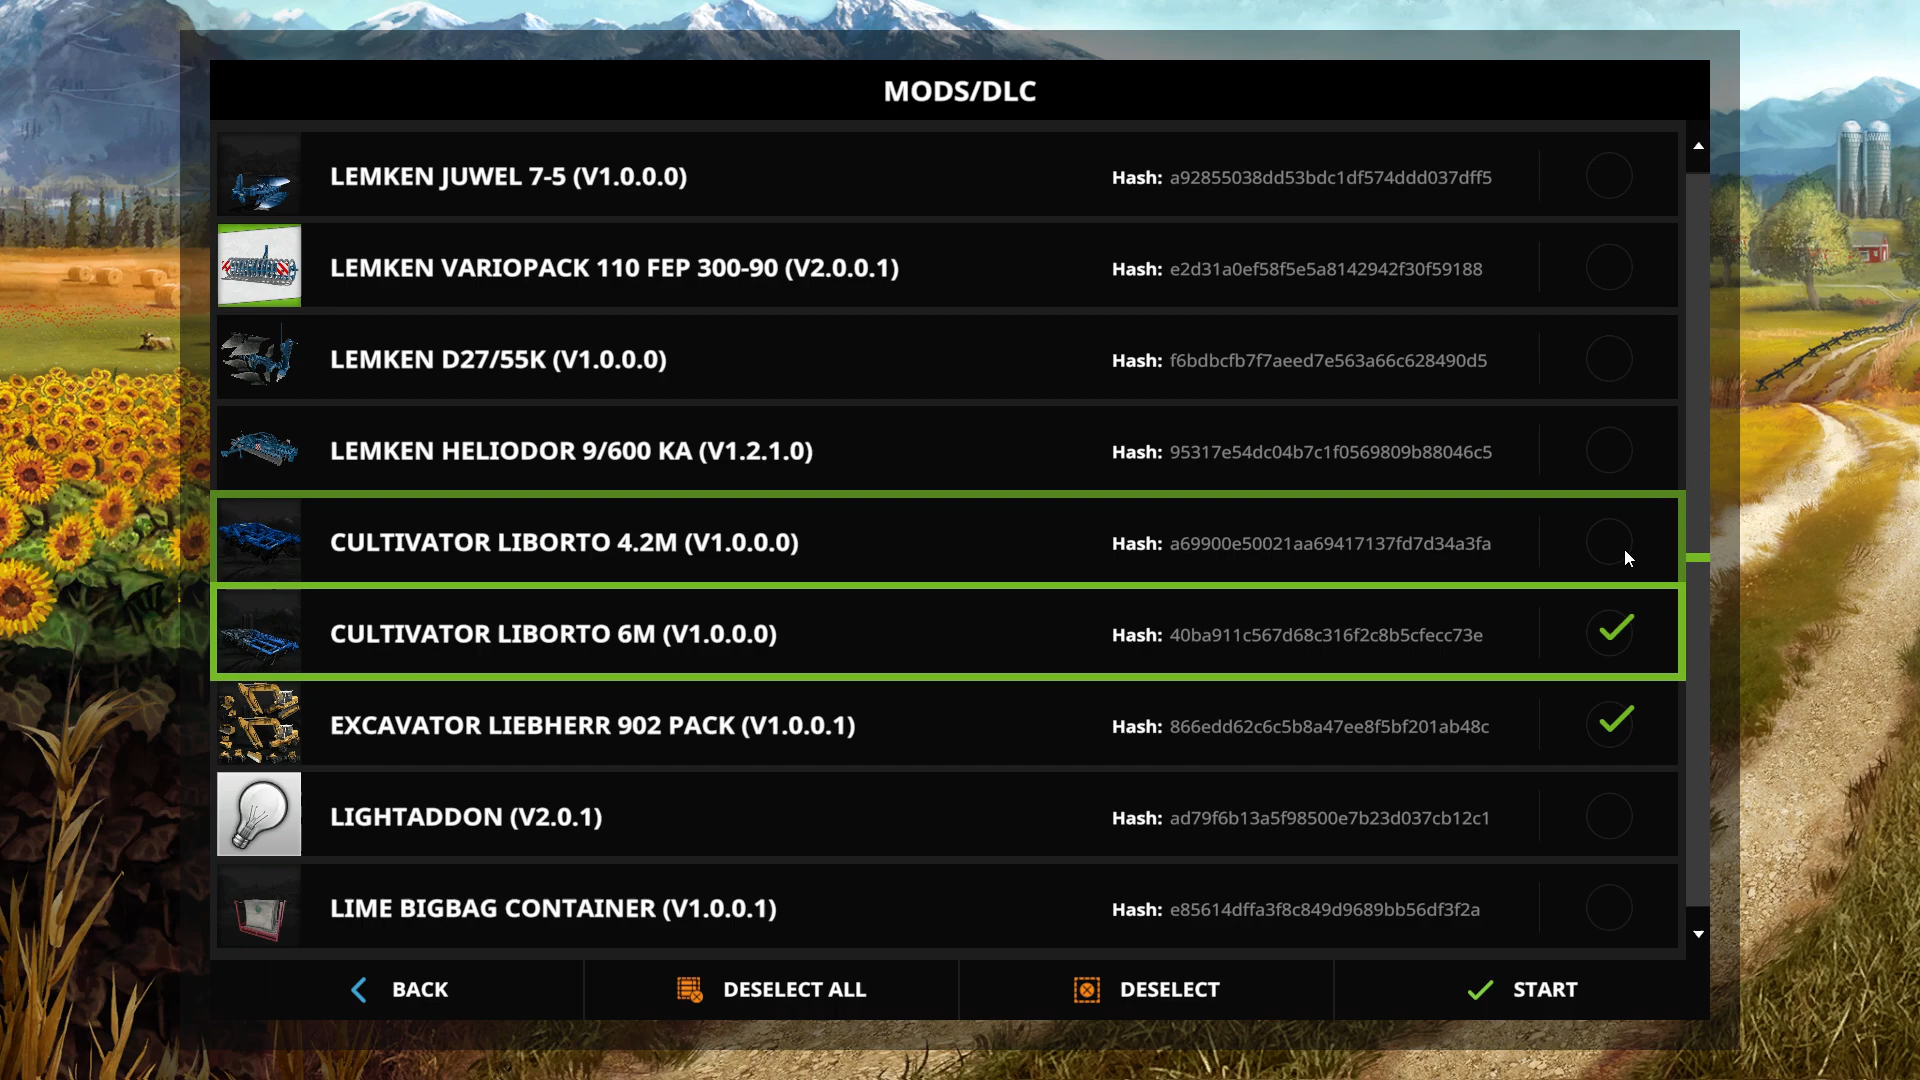 MODS/DLC
LEMKEN JUWEL 7-5 (V1.0.0.0) Hash: a92855038dd53bdc1df574ddd037dff5
LEMKEN VARIOPACK 110 FEP 300-90 (V2.0.0.1) Hash: e2d31a0ef58f5e5a8142942f30f59188
LEMKEN D27/55K (V1.0.0.0) Hash: f6bdbcfb7f7aeed7e563a66c628490d5
LEMKEN HELIODOR 9/600 KA (V1.2.1.0) Hash: 95317e54dc04b7c1f0569809b88046c5
CULTIVATOR LIBORTO 4.2M (V1.0.0.0) Hash: a69900e50021aa69417137fd7d34a3fa
CULTIVATOR LIBORTO 6M (V1.0.0.0) Hash: 40ba911c567d68c316f2c8b5cfecc73e
EXCAVATOR LIEBHERR 902 PACK (V1.0.0.1) Hash: 866edd62c6c5b8a47ee8f5bf201ab48c
LIGHTADDON (V2.0.1) Hash: ad79f6b13a5f98500e7b23d037cb12c1
LIME BIGBAG CONTAINER (V1.0.0.1) Hash: e85614dffa3f8c849d9689bb56df3f2a
BACK DESELECT ALL DESELECT START